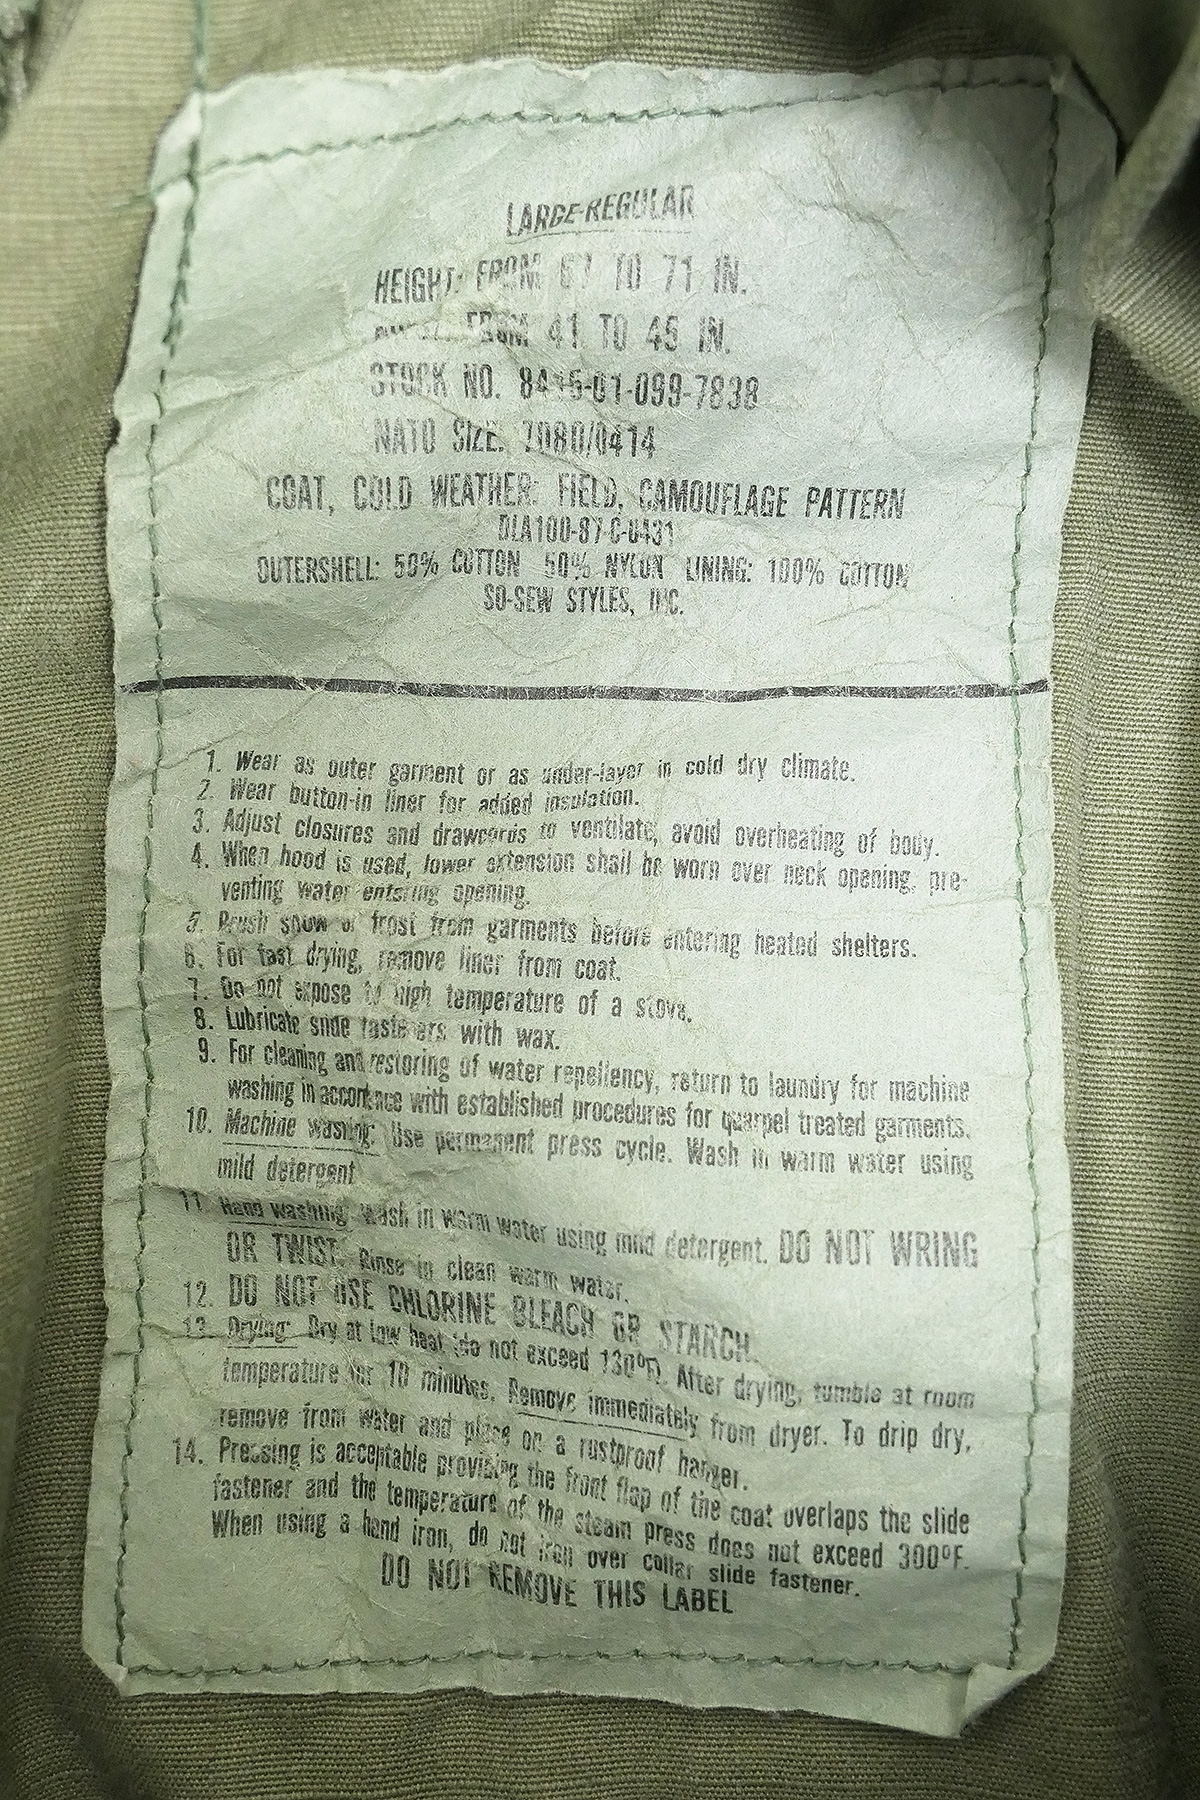 LARGE-REGULAR
HEIGHT: FROM 67 TO 71 IN.
CHEST: FROM 41 TO 45 IN.
STOCK NO. 8415-01-099-7838
NATO SIZE: 7080/0414
COAT, COLD WEATHER: FIELD, CAMOUFLAGE PATTERN
DLA100-87-C-0431
OUTERSHELL: 50% COTTON 50% NYLON LINING: 100% COTTON
SO-SEW STYLES, INC.
1. Wear as outer garment or as under-layer in cold dry climate.
2. Wear button-in liner for added insulation.
3. Adjust closures and drawcords to ventilate, avoid overheating of body.
4. When hood is used, lower extension shall be worn over neck opening, pre-
venting water entering opening.
5. Brush snow or frost from garments before entering heated shelters.
6. For fast drying, remove liner from coat.
7. Do not expose to high temperature of a stove.
8. Lubricate slide fasteners with wax.
9. For cleaning and restoring of water repellency, return to laundry for machine
washing in accordance with established procedures for quarpel treated garments.
10. Machine washing: Use permanent press cycle. Wash in warm water using
mild detergent
11. Hand washing: wash in warm water using mild detergent. DO NOT WRING
OR TWIST. Rinse in clean warm water.
12. DO NOT USE CHLORINE BLEACH OR STARCH.
13. Drying: Dry at low heat (do not exceed 130°F). After drying, tumble at room
temperature for 10 minutes. Remove immediately from dryer. To drip dry,
remove from water and place on a rustproof hanger.
14. Pressing is acceptable providing the front flap of the coat overlaps the slide
fastener and the temperature of the steam press does not exceed 300°F.
When using a hand iron, do not iron over collar slide fastener.
DO NOT REMOVE THIS LABEL